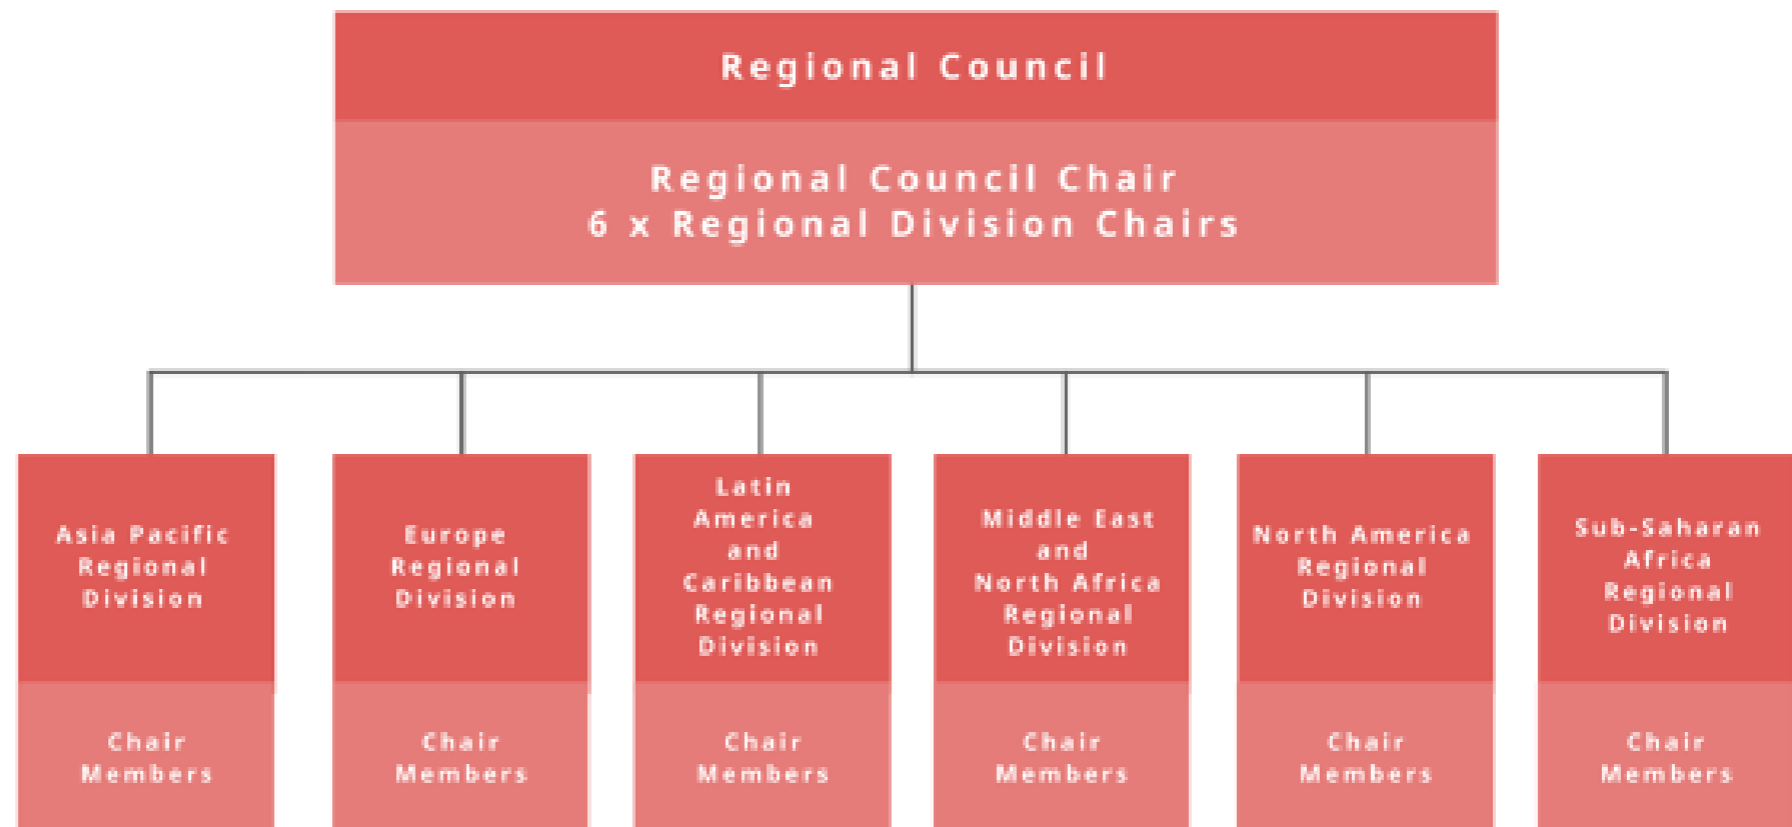 Regional Council
Regional Council Chair
6 x Regional Division Chairs
Asia Pacific
Regional
Division
Chair
Members
Europe
Regional
Division
Chair
Members
Latin
America
and
Caribbean
Regional
Division
Chair
Members
Middle East
and
North Africa
Regional
Division
Chair
Members
North America
Regional
Division
Chair
Members
Sub-Saharan
Africa
Regional
Division
Chair
Members